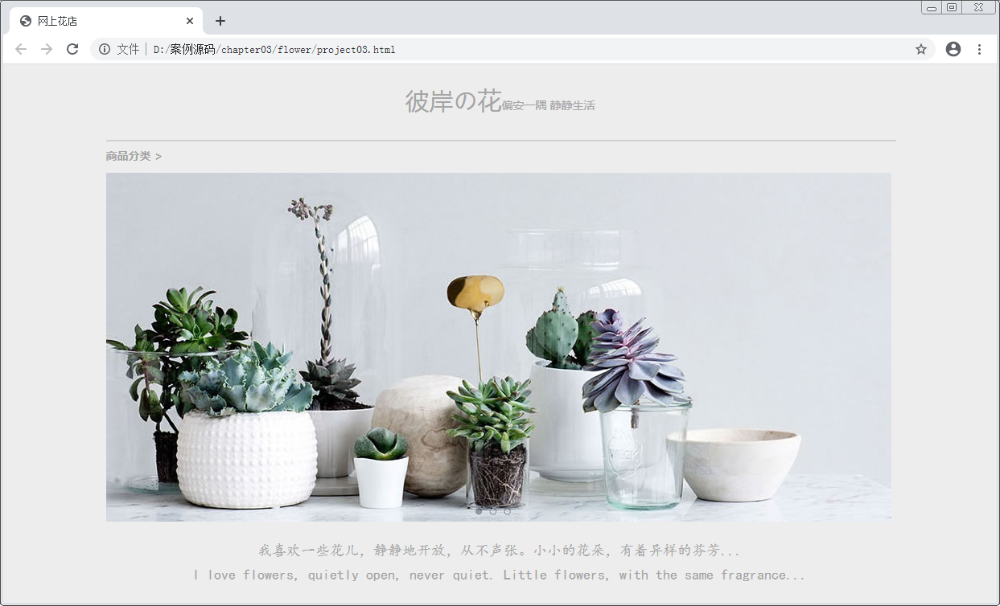 网上花店
文件 D:/案例源码/chapter03/flower/project03.html
彼岸の花偏安一隅 静静生活
商品分类 >
WECK
我喜欢一些花儿，静静地开放，从不声张。小小的花朵，有着异样的芬芳...
I love flowers, quietly open, never quiet. Little flowers, with the same fragrance...